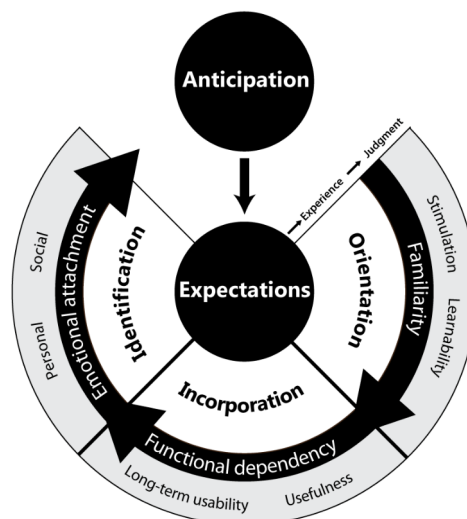 Anticipation
Expectations
Experience
Judgment
Orientation
Familiarity
Stimulation
Learnability
Incorporation
Functional dependency
Usefulness
Long-term usability
Identification
Emotional attachment
Personal
Social